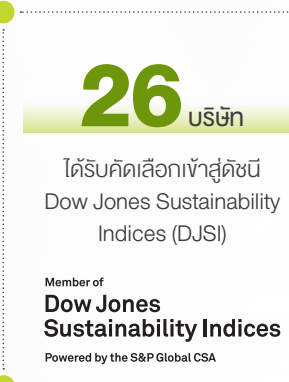 26 บริษัท
ได้รับคัดเลือกเข้าสู่ดัชนี
Dow Jones Sustainability
Indices (DJSI)
Member of
Dow Jones
Sustainability Indices
Powered by the S&P Global CSA